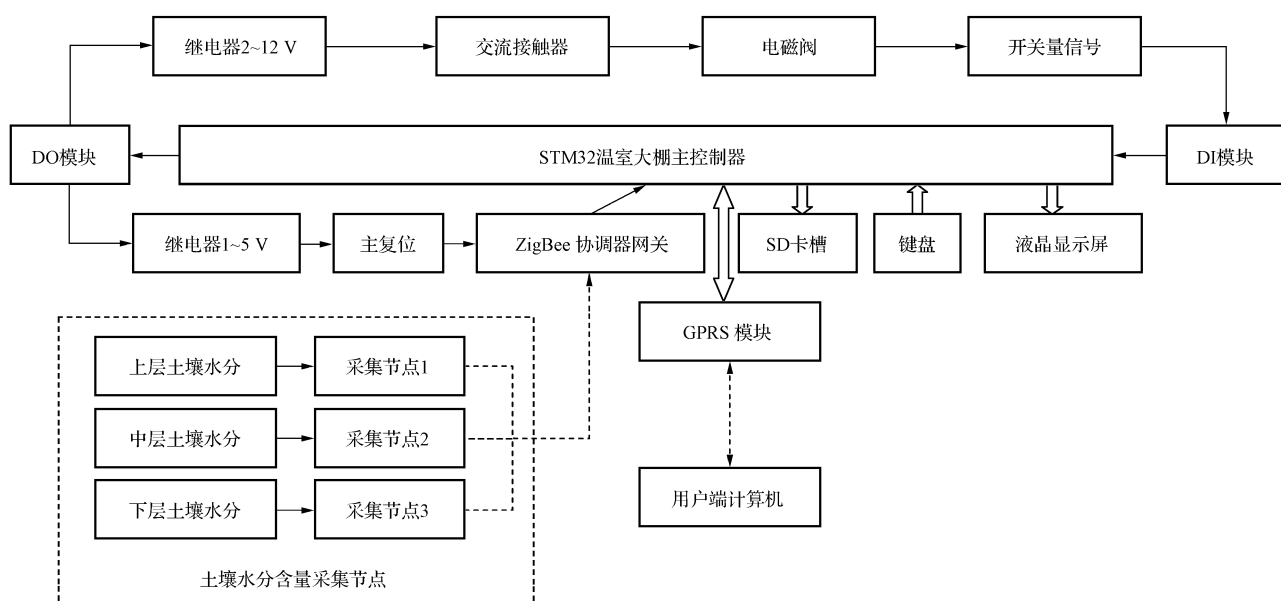 继电器2~12 V
交流接触器
电磁阀
开关量信号
DO模块
STM32温室大棚主控制器
DI模块
继电器1~5 V
主复位
ZigBee 协调器网关
SD卡槽
键盘
液晶显示屏
GPRS 模块
上层土壤水分
采集节点1
中层土壤水分
采集节点2
下层土壤水分
采集节点3
用户端计算机
土壤水分含量采集节点